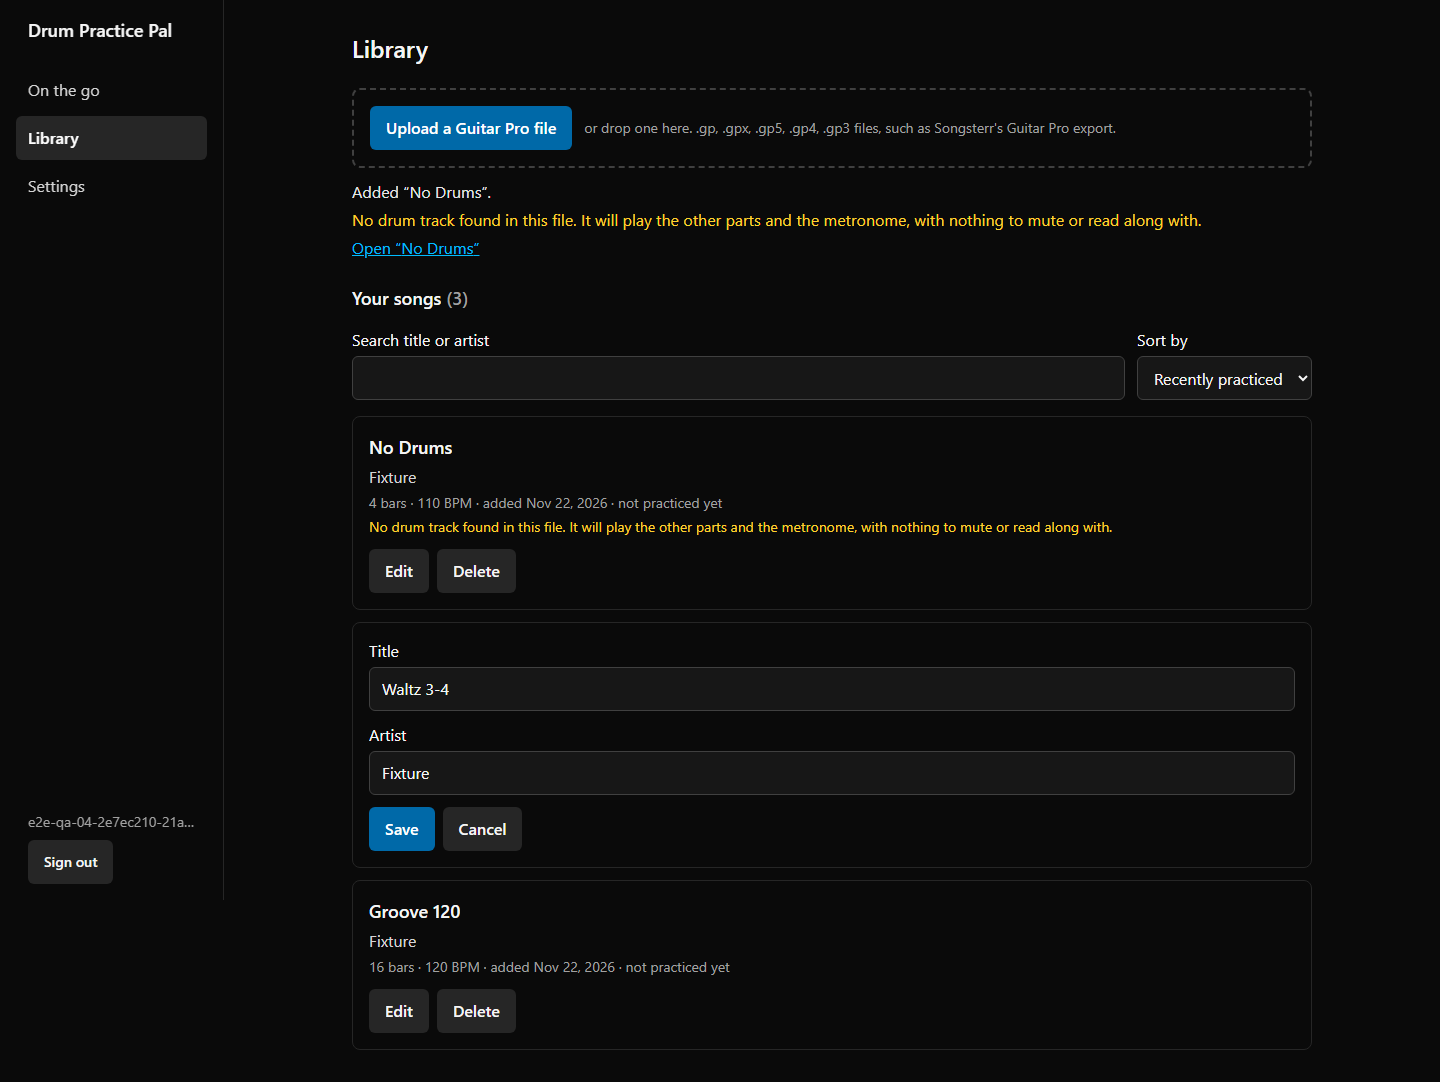 Drum Practice Pal
On the go
Library
Settings
e2e-qa-04-2e7ec210-21a...
Sign out
Library
Upload a Guitar Pro file
or drop one here. .gp, .gpx, .gp5, .gp4, .gp3 files, such as Songsterr's Guitar Pro export.
Added “No Drums”.
No drum track found in this file. It will play the other parts and the metronome, with nothing to mute or read along with.
Open “No Drums”
Your songs (3)
Search title or artist
Sort by
Recently practiced
No Drums
Fixture
4 bars · 110 BPM · added Nov 22, 2026 · not practiced yet
No drum track found in this file. It will play the other parts and the metronome, with nothing to mute or read along with.
Edit
Delete
Title
Waltz 3-4
Artist
Fixture
Save
Cancel
Groove 120
Fixture
16 bars · 120 BPM · added Nov 22, 2026 · not practiced yet
Edit
Delete